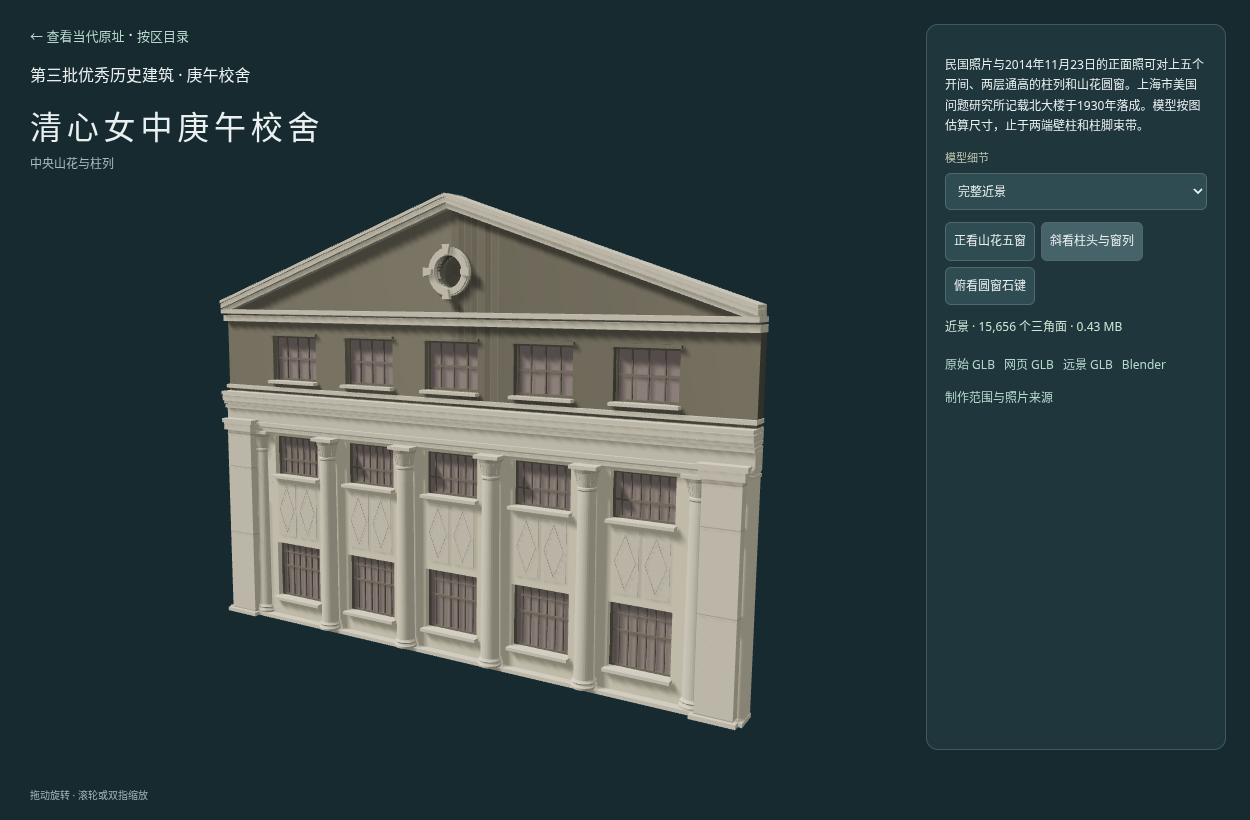 ← 查看当代原址 · 按区目录
第三批优秀历史建筑 · 庚午校舍
清心女中庚午校舍
中央山花与柱列
民国照片与2014年11月23日的正面照可对上五个
开间、两层通高的柱列和山花圆窗。上海市美国
问题研究所记载北大楼于1930年落成。模型按图
估算尺寸，止于两端壁柱和柱脚束带。
模型细节
完整近景
正看山花五窗 斜看柱头与窗列
俯看圆窗石键
近景 · 15,656 个三角面 · 0.43 MB
原始 GLB 网页 GLB 远景 GLB Blender
制作范围与照片来源
拖动旋转 · 滚轮或双指缩放